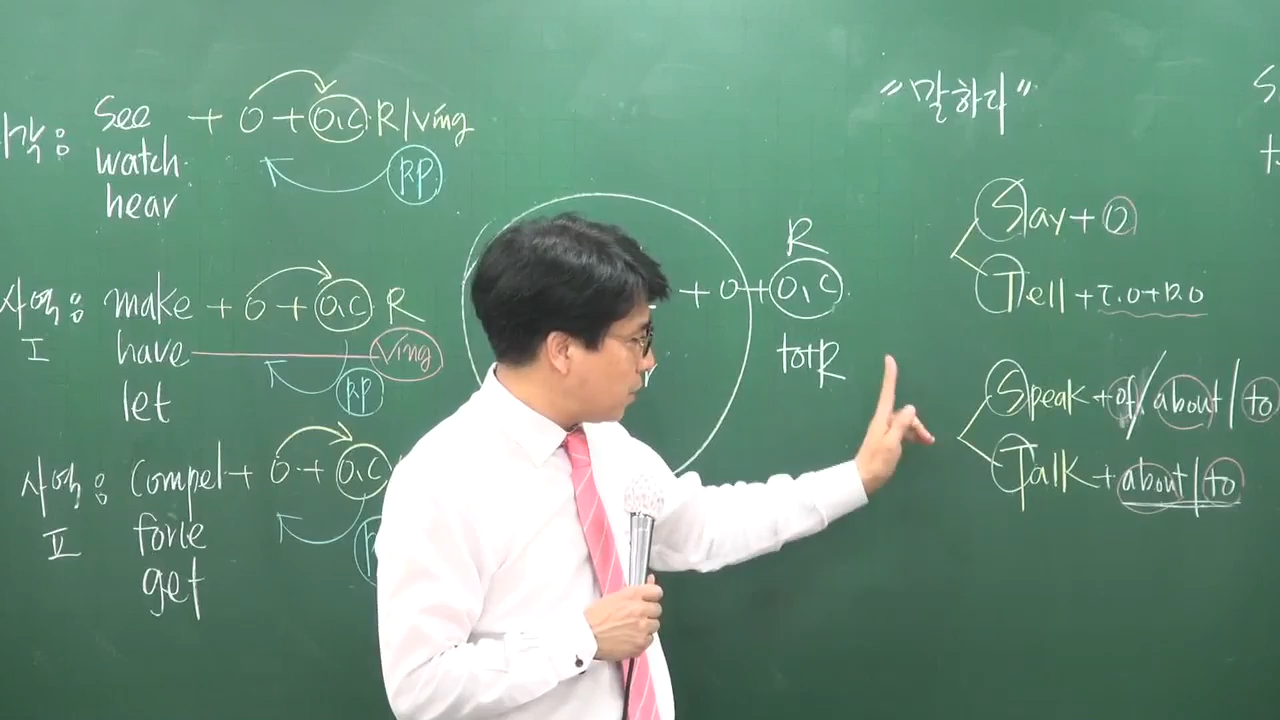 각: see + O + O.C R/Ving
watch
hear
P.P
사역: make + O + O.C R
I have Ving
let P.P
사역: compel + O + O.C
II force
get
+ O + O.C R
to+R
"말하다"
Say + O
Tell + I.O + D.O
Speak + of / about / to
Talk + about / to